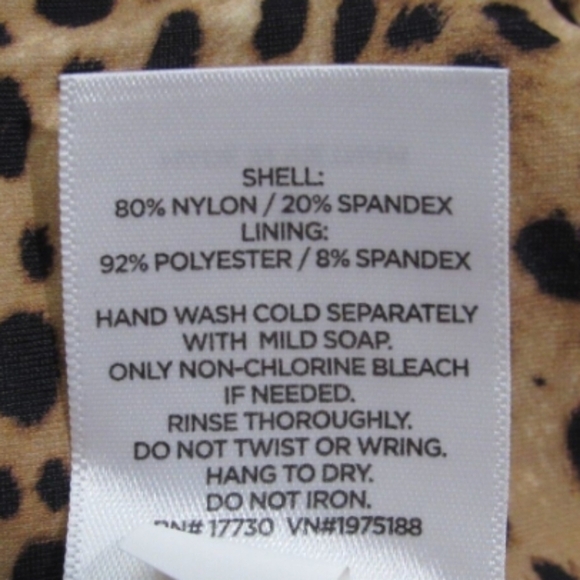 SHELL:
80% NYLON / 20% SPANDEX
LINING:
92% POLYESTER / 8% SPANDEX
HAND WASH COLD SEPARATELY
WITH MILD SOAP.
ONLY NON-CHLORINE BLEACH
IF NEEDED.
RINSE THOROUGHLY.
DO NOT TWIST OR WRING.
HANG TO DRY.
DO NOT IRON.
RN# 17730 VN#1975188